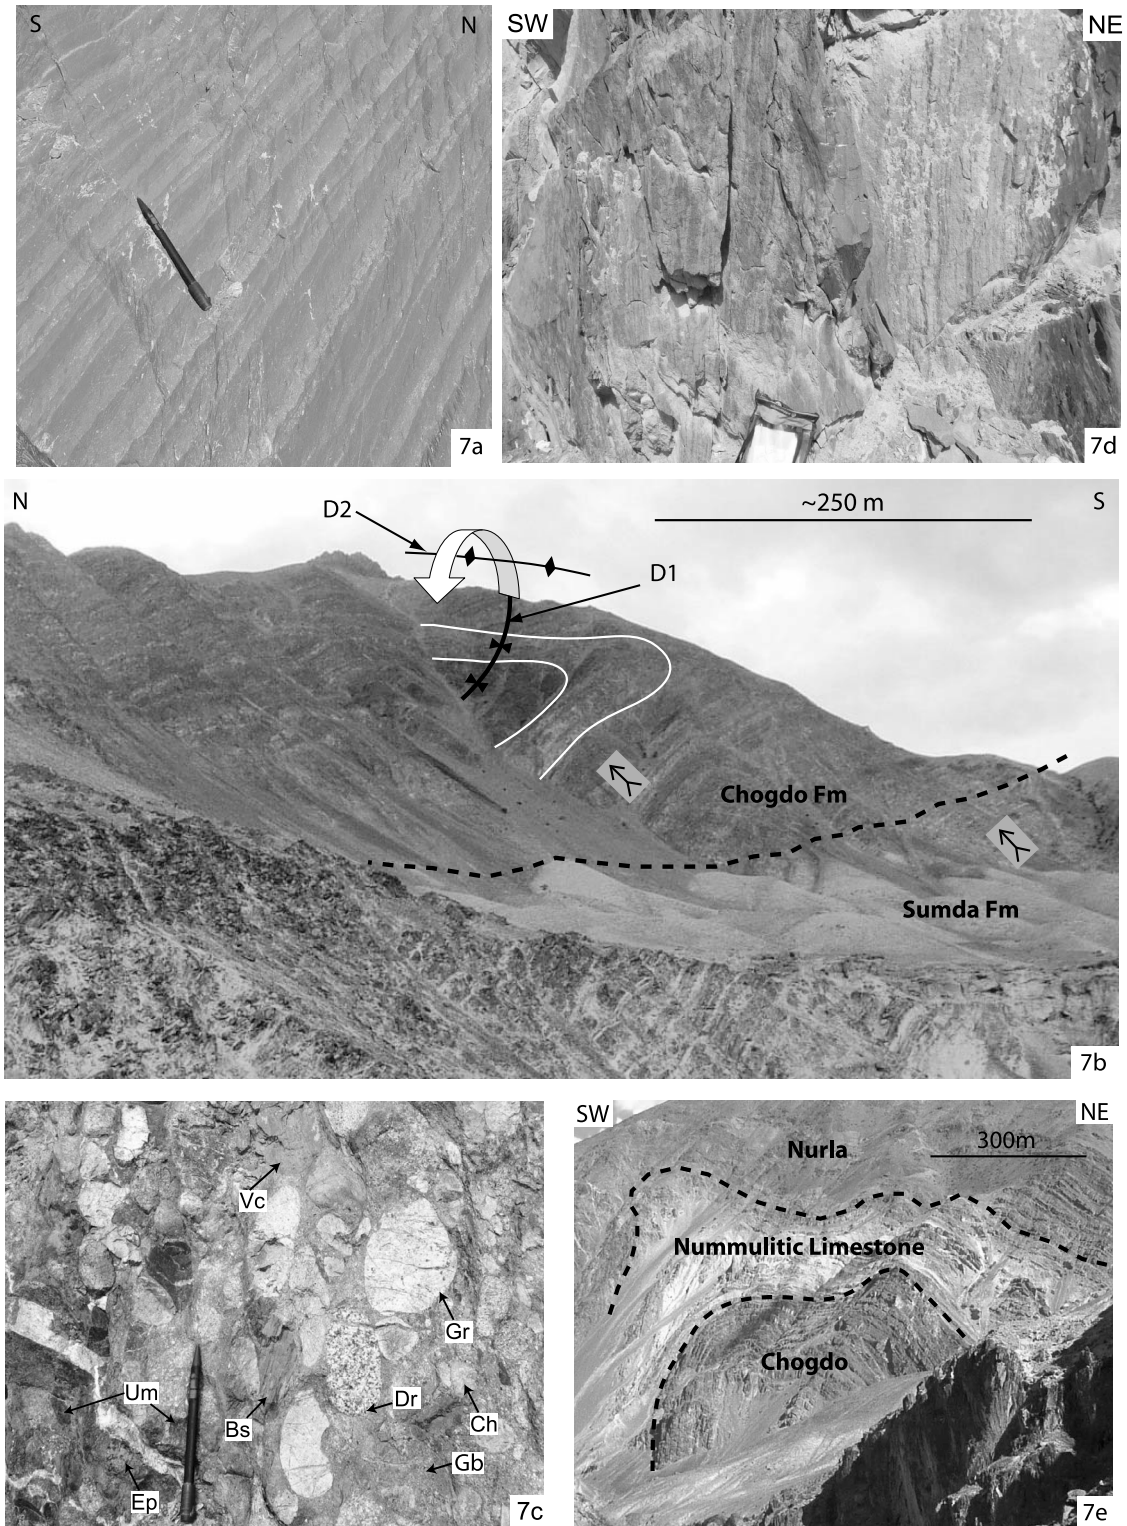 S N
7a
SW NE
7d
N S
~250 m
D2
D1
Chogdo Fm
Sumda Fm
7b
Vc
Gr
Um
Bs
Dr
Ch
Gb
Ep
7c
SW NE
300m
Nurla
Nummulitic Limestone
Chogdo
7e